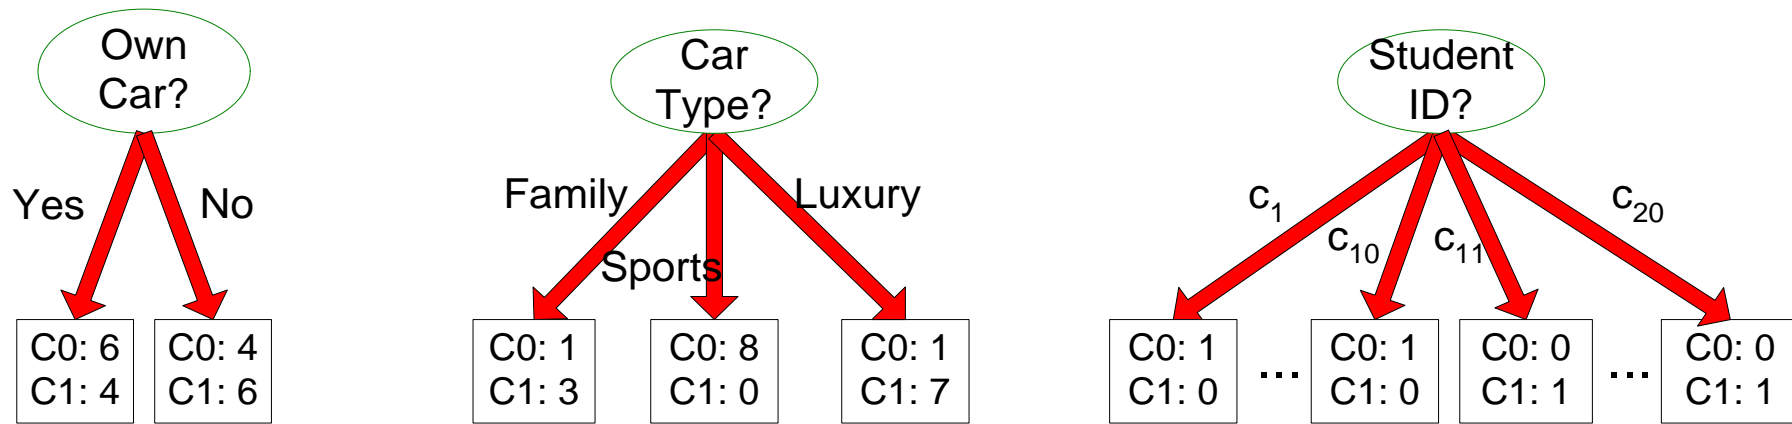 Own
Car?
Yes
No
C0: 6
C1: 4
C0: 4
C1: 6
Car
Type?
Family
Sports
Luxury
C0: 1
C1: 3
C0: 8
C1: 0
C0: 1
C1: 7
Student
ID?
c1
c10
c11
c20
C0: 1
C1: 0
...
C0: 1
C1: 0
C0: 0
C1: 1
...
C0: 0
C1: 1